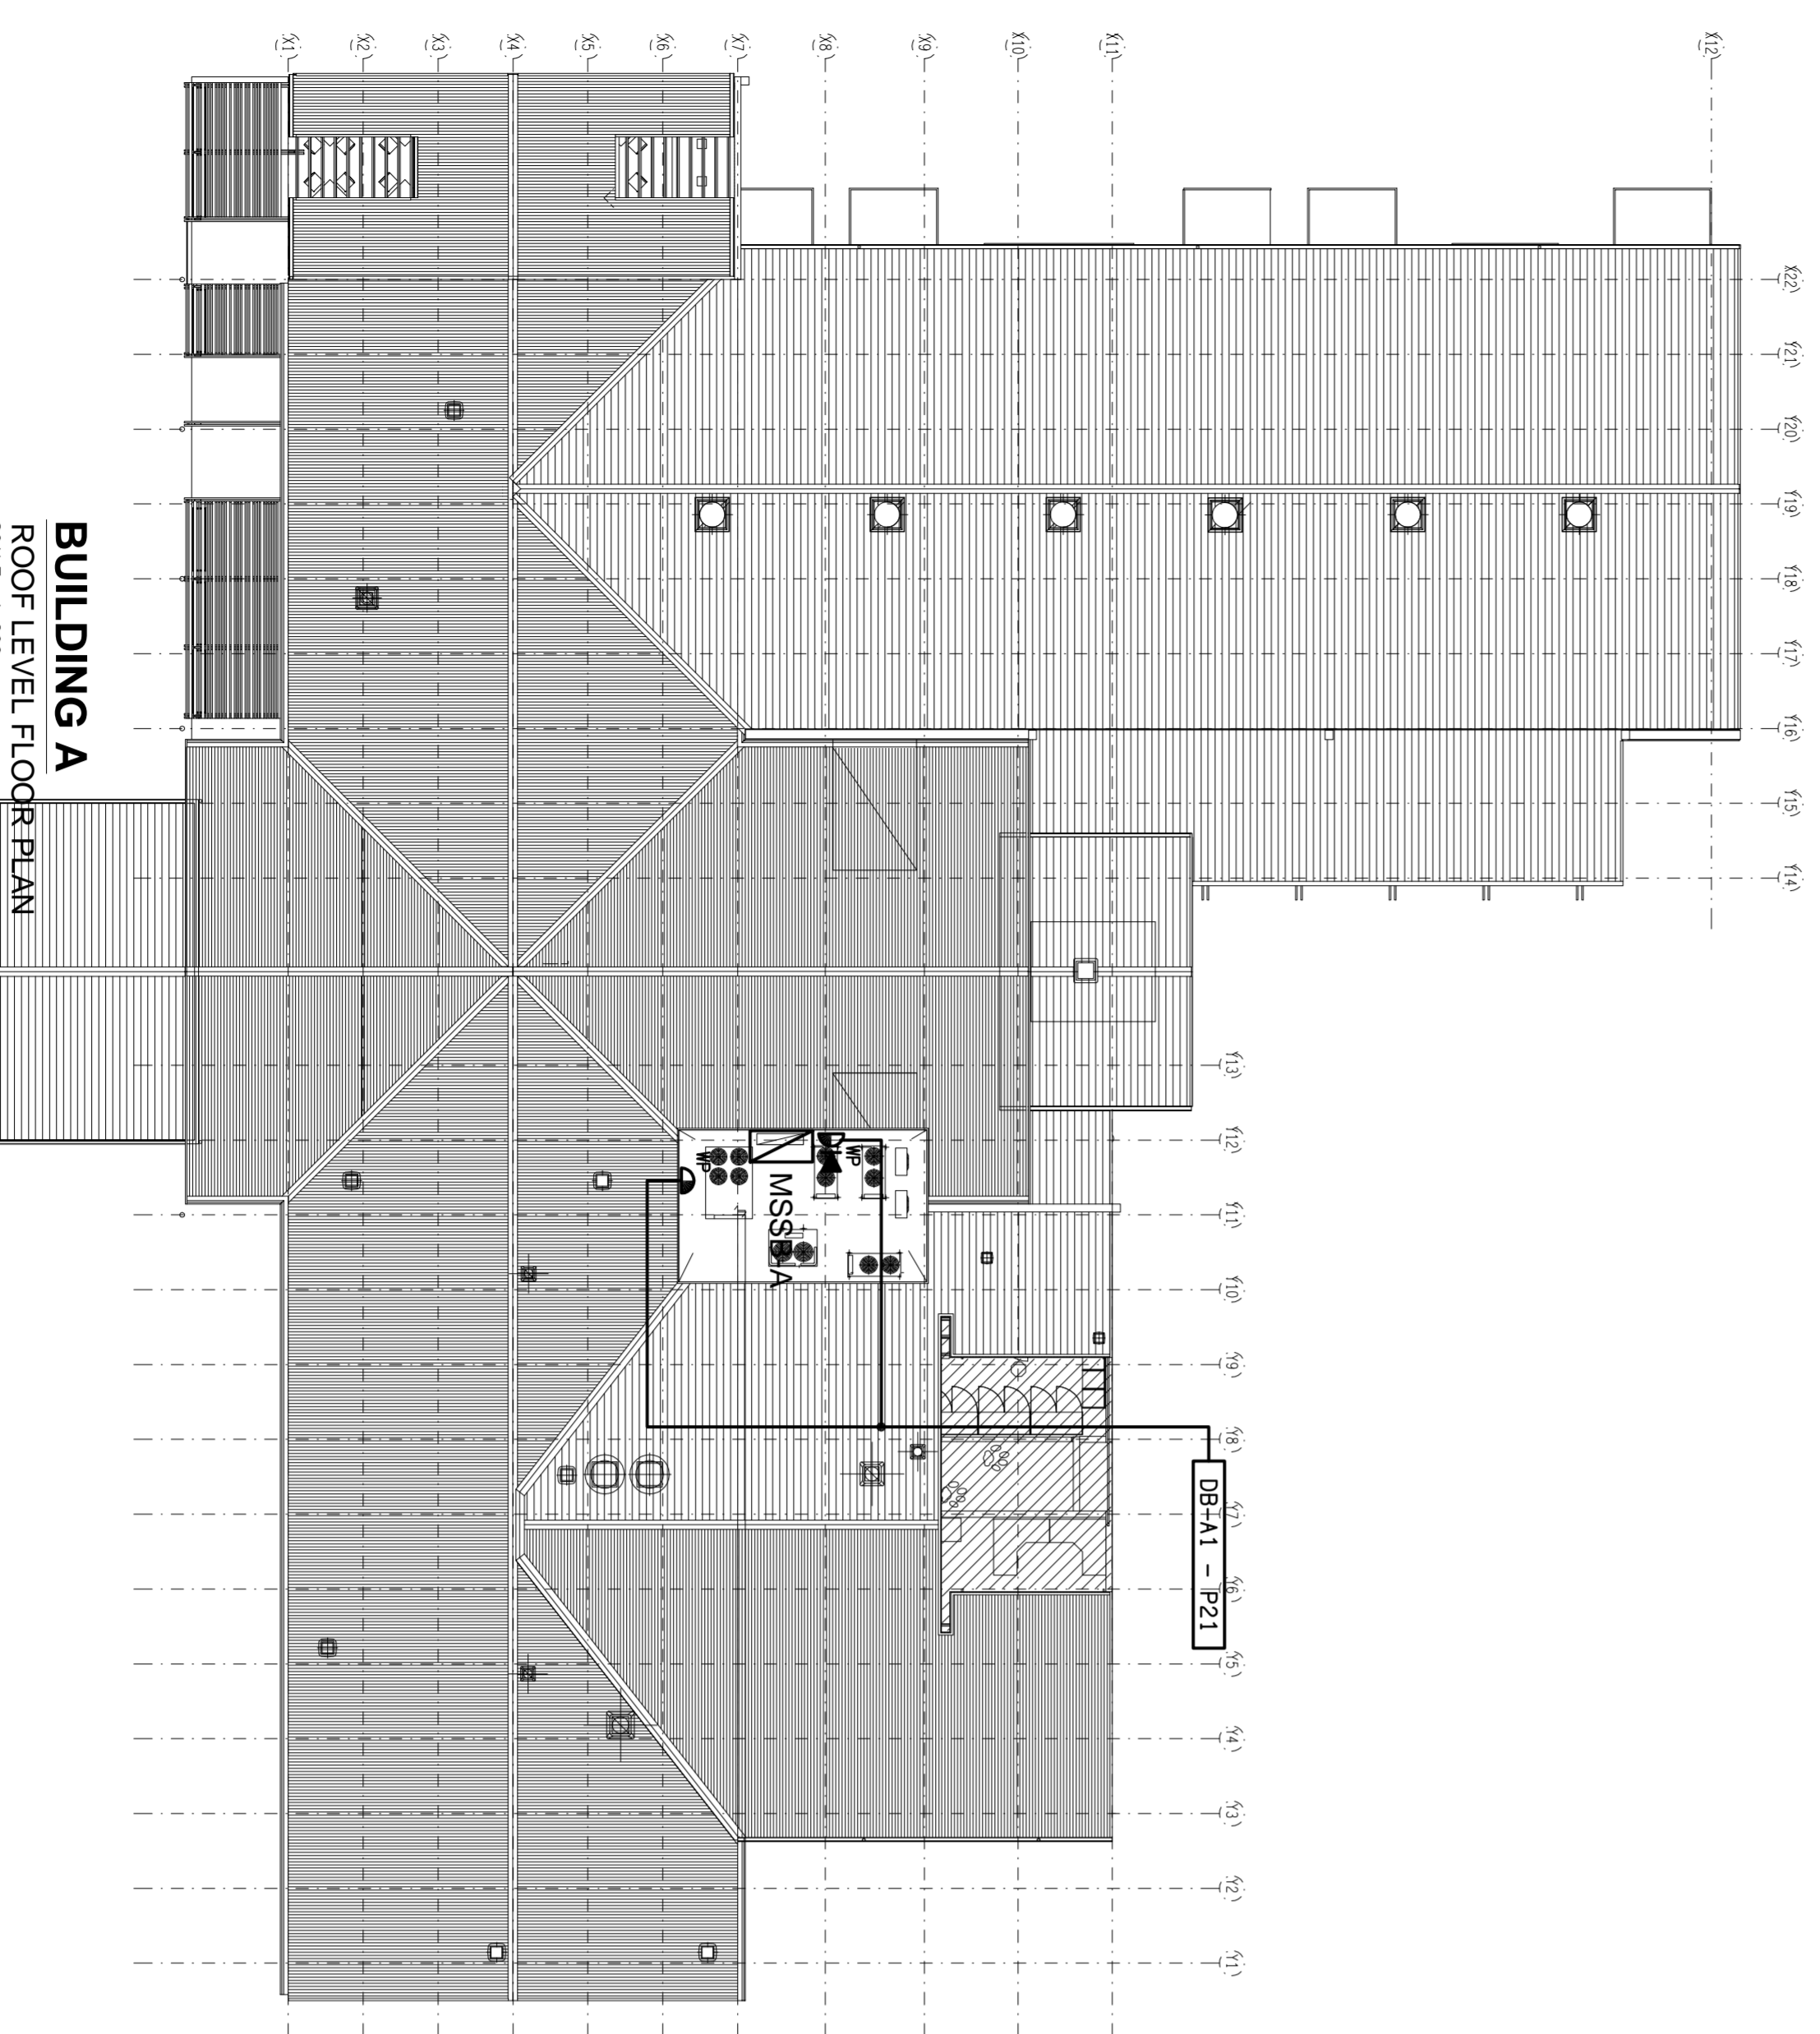 BUILDING A
ROOF LEVEL FLOOR PLAN
X1
X2
X3
X4
X5
X6
X7
X8
X9
X10
X11
X12
X22
Y21
Y20
Y19
Y18
Y17
Y16
Y15
Y14
Y13
Y12
Y11
Y10
Y9
Y8
Y7
Y6
Y5
Y4
Y3
Y2
Y1
WP
WP
MSSB-A
DB-A1 - P21